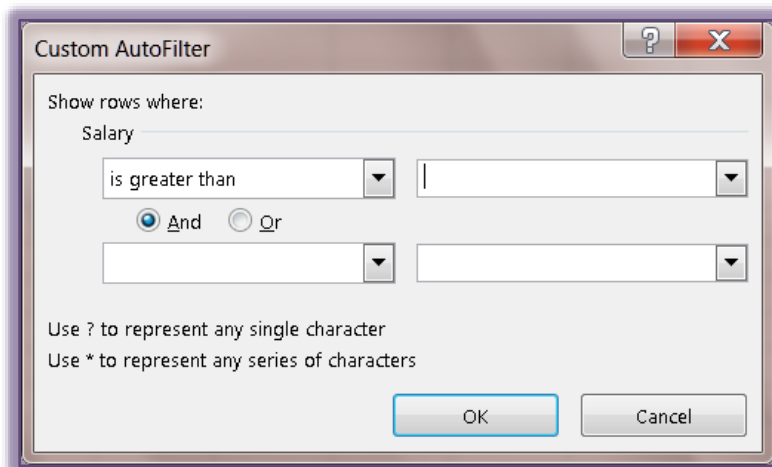 Custom AutoFilter
?
X
Show rows where:
Salary
is greater than
And Or
Use ? to represent any single character
Use * to represent any series of characters
OK Cancel